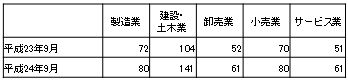 製造業 建設・土木業 卸売業 小売業 サービス業
平成23年9月 72 104 52 70 51
平成24年9月 80 141 61 80 61